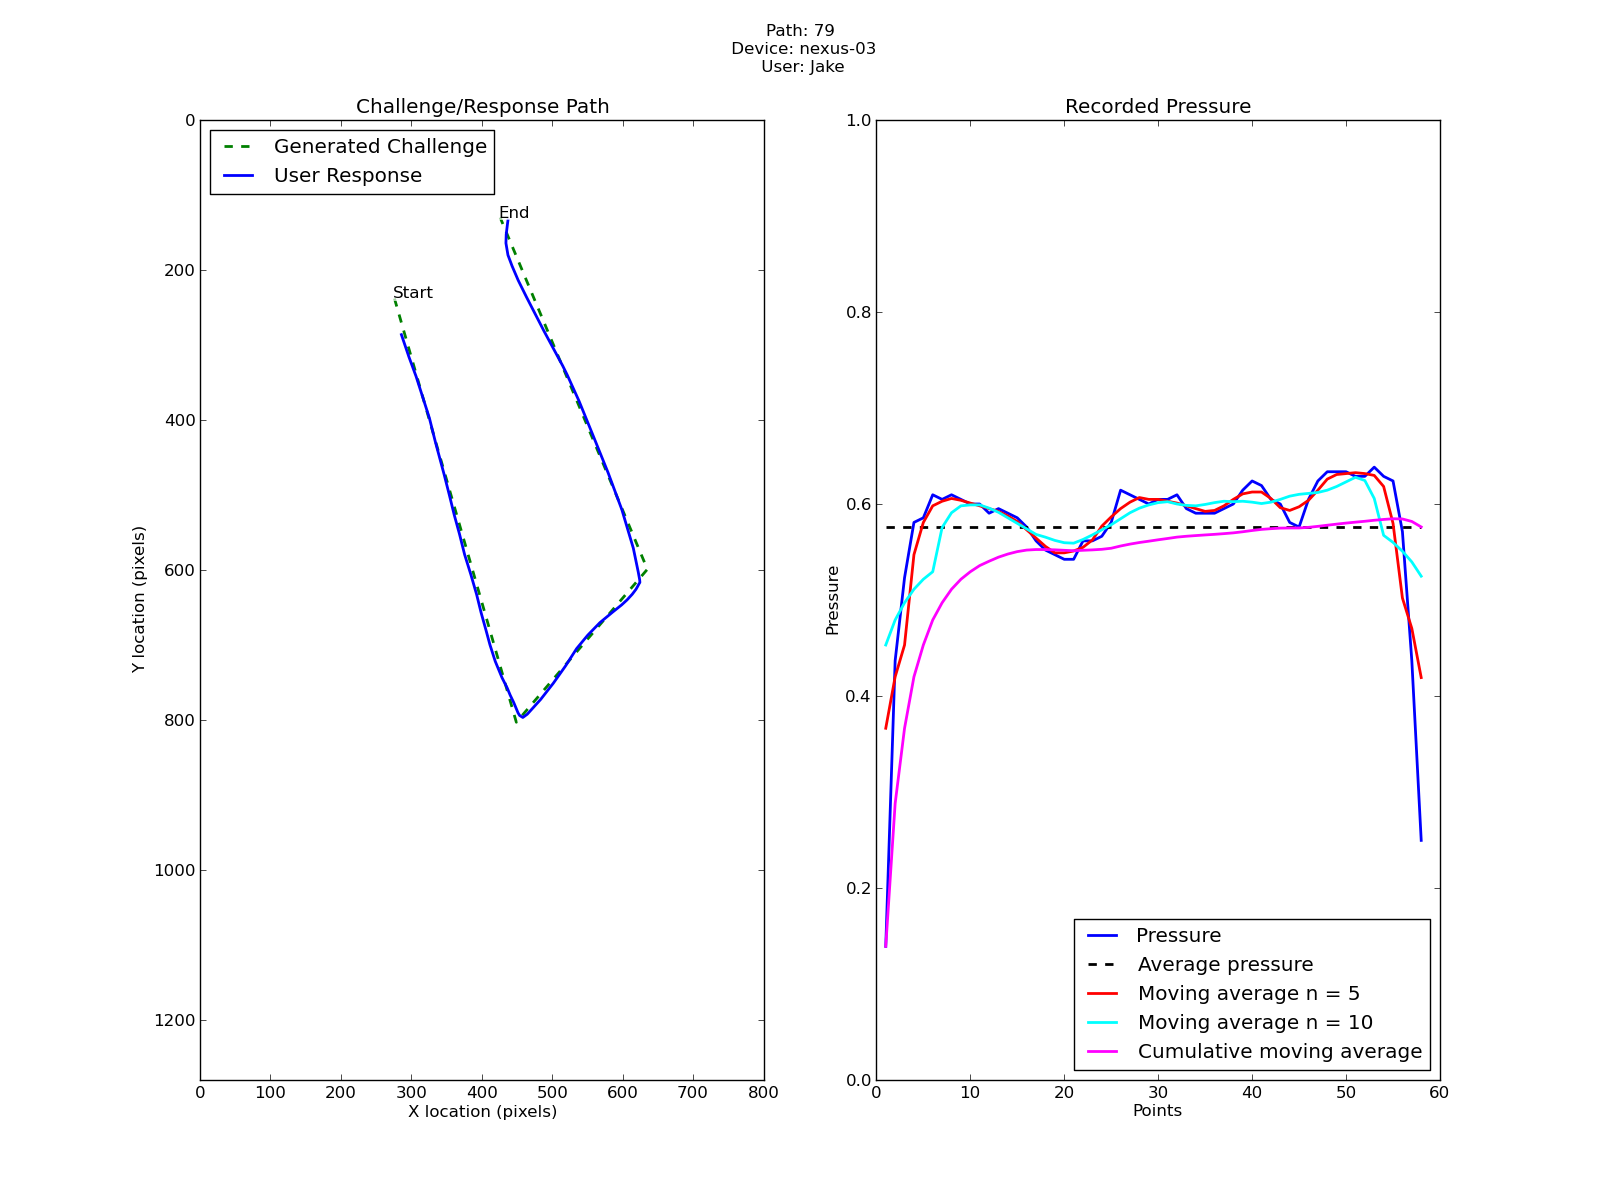 Path: 79
Device: nexus-03
User: Jake
Challenge/Response Path
Generated Challenge
User Response
End
Start
0
200
400
600
800
1000
1200
Y location (pixels)
0 100 200 300 400 500 600 700 800
X location (pixels)
Recorded Pressure
1.0
0.8
0.6
0.4
0.2
0.0
Pressure
Pressure
Average pressure
Moving average n = 5
Moving average n = 10
Cumulative moving average
0 10 20 30 40 50 60
Points